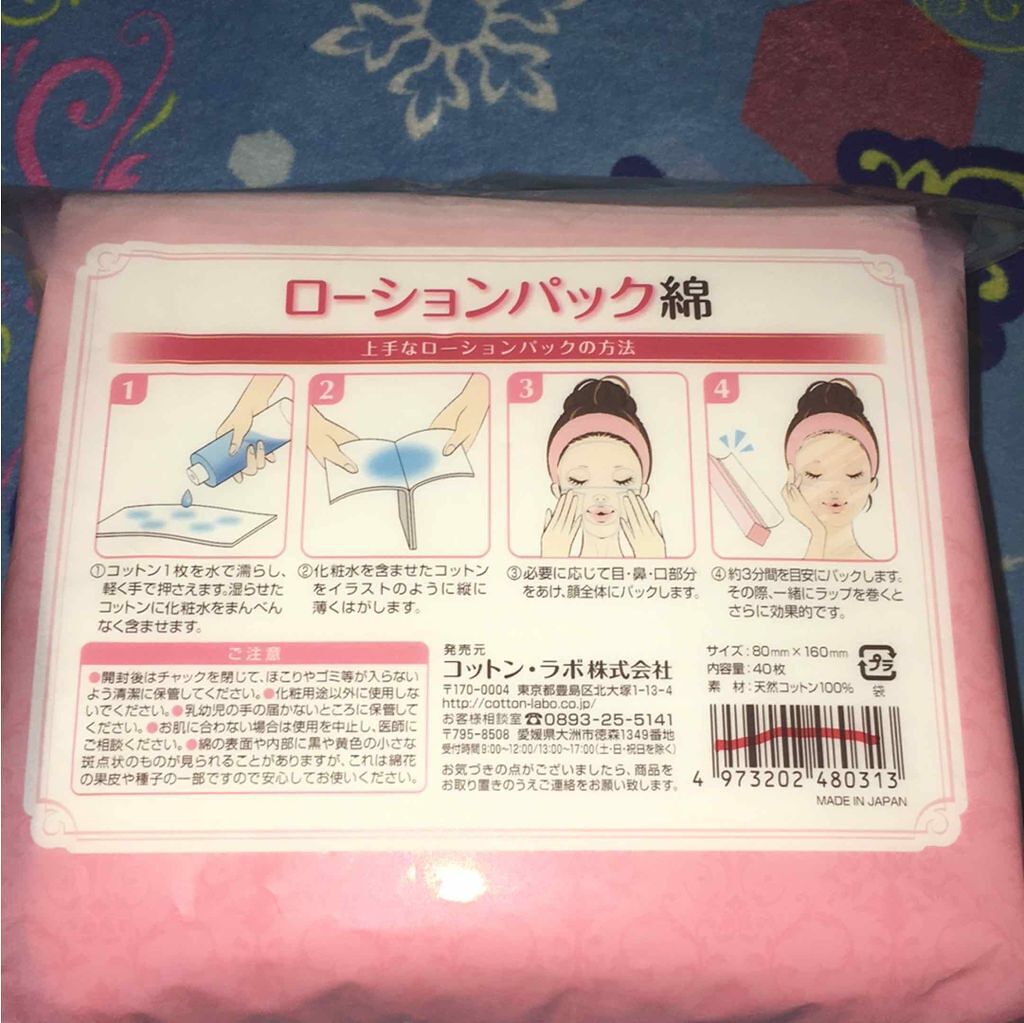 ローションパック綿
上手なローションパックの方法
1
2
3
4
①コットン1枚を水で濡らし、
軽く手で押さえます。湿らせた
コットンに化粧水をまんべん
なく含ませます。
②化粧水を含ませたコットン
をイラストのように縦に
薄くはがします。
③必要に応じて目・鼻・口部分
をあけ、顔全体にパックします。
④約3分間を目安にパックします。
その際、一緒にラップを巻くと
さらに効果的です。
ご注意
●開封後はチャックを閉じて、ほこりやゴミ等が入らない
よう清潔に保管してください。●化粧用途以外に使用しな
いでください。●乳幼児の手の届かないところに保管して
ください。●お肌に合わない場合は使用を中止し、医師に
ご相談ください。●綿の表面や内部に黒や黄色の小さな
斑点状のものが見られることがありますが、これは綿花
の果皮や種子の一部ですので安心してお使いください。
発売元
コットン・ラボ株式会社
〒170-0004 東京都豊島区北大塚1-13-4
http://cotton-labo.co.jp/
お客様相談室☎0893-25-5141
〒795-8508 愛媛県大洲市徳森1349番地
受付時間9:00~12:00/13:00~17:00(土・日・祝日を除く)
お気づきの点がございましたら、商品を
お取り置きのうえご連絡をお願い致します。
サイズ:80mm×160mm
内容量:40枚
素 材:天然コットン100%
プラ
袋
4 973202 480313
MADE IN JAPAN